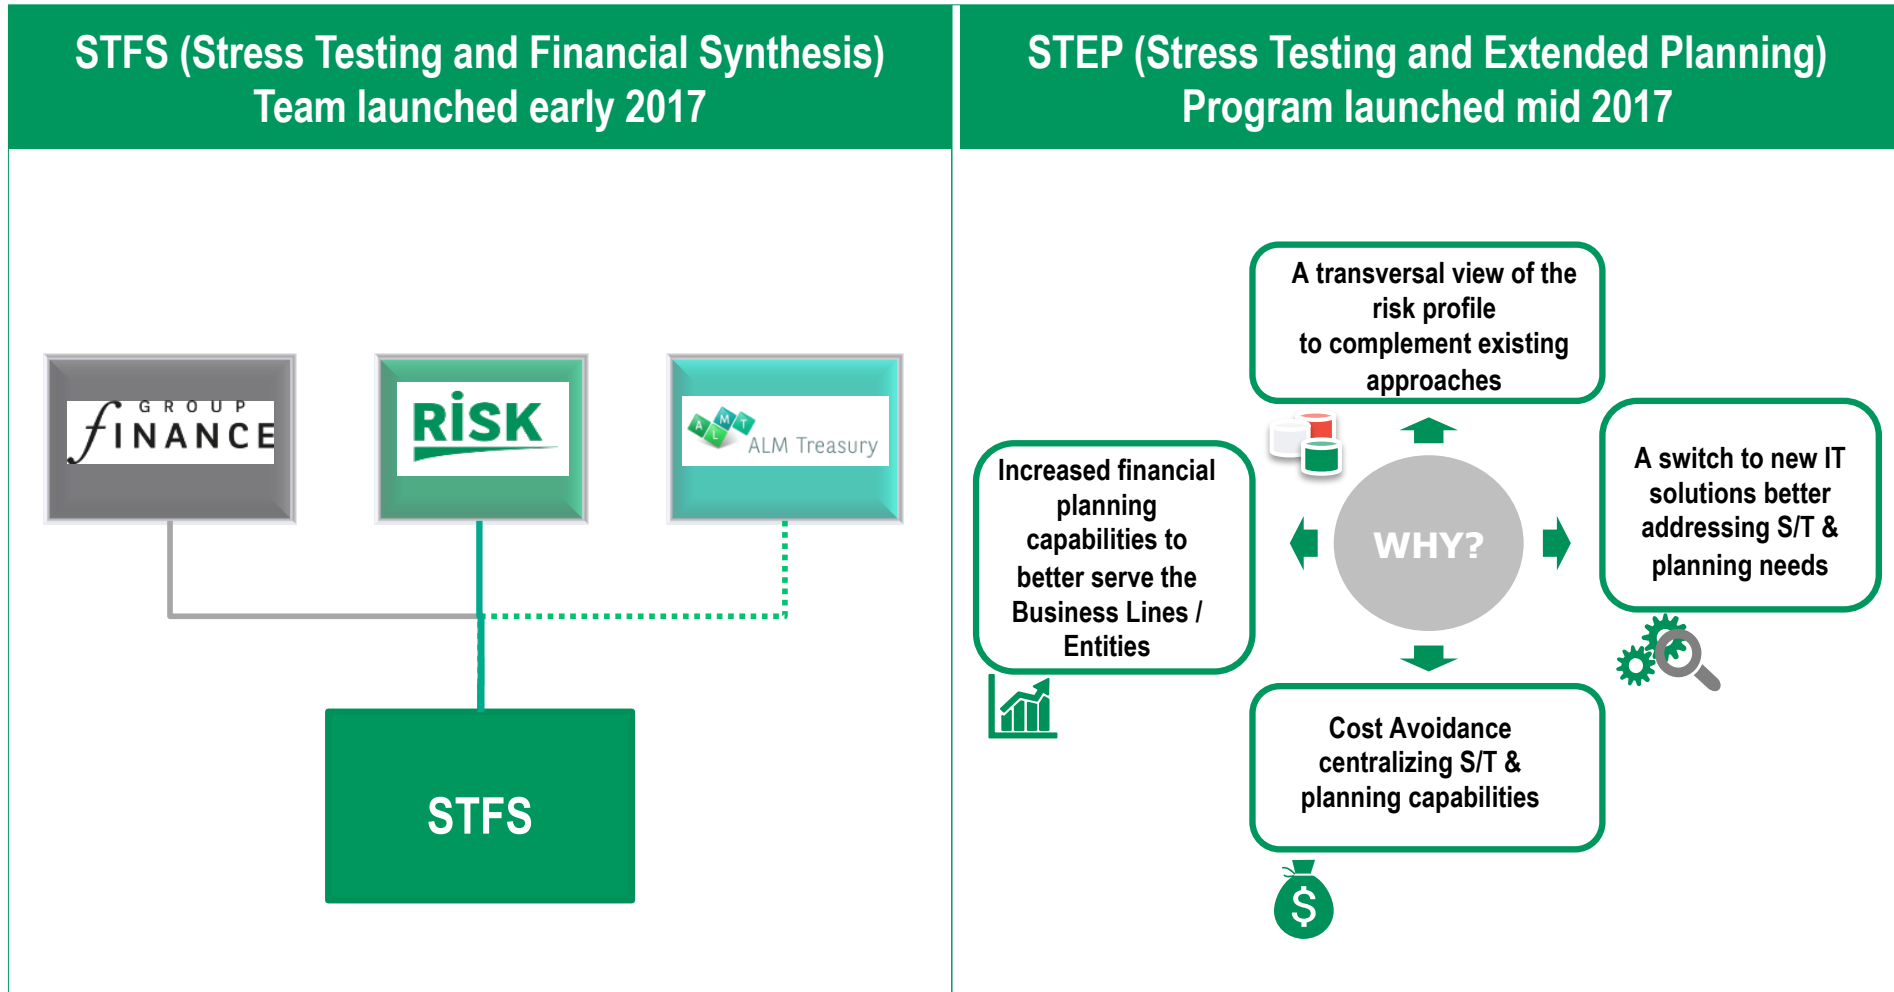 STFS (Stress Testing and Financial Synthesis)
Team launched early 2017
GROUP
fINANCE
RiSK
A L M T
ALM Treasury
STFS
STEP (Stress Testing and Extended Planning)
Program launched mid 2017
A transversal view of the
risk profile
to complement existing
approaches
Increased financial
planning
capabilities to
better serve the
Business Lines /
Entities
WHY?
A switch to new IT
solutions better
addressing S/T &
planning needs
Cost Avoidance
centralizing S/T &
planning capabilities
$